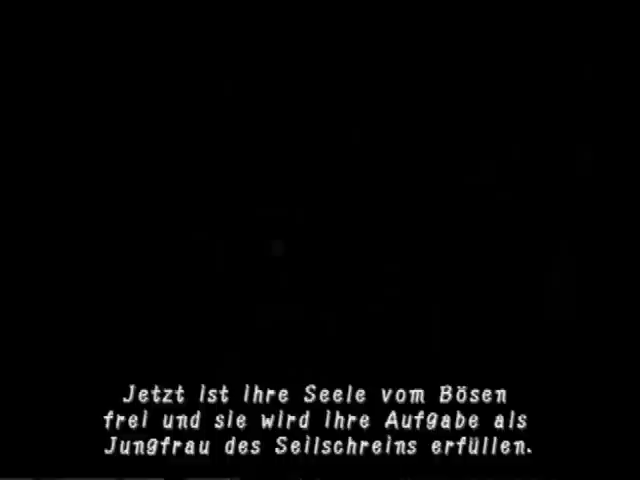 Jetzt ist ihre Seele vom Bösen
frei und sie wird ihre Aufgabe als
Jungfrau des Seilschreins erfüllen.